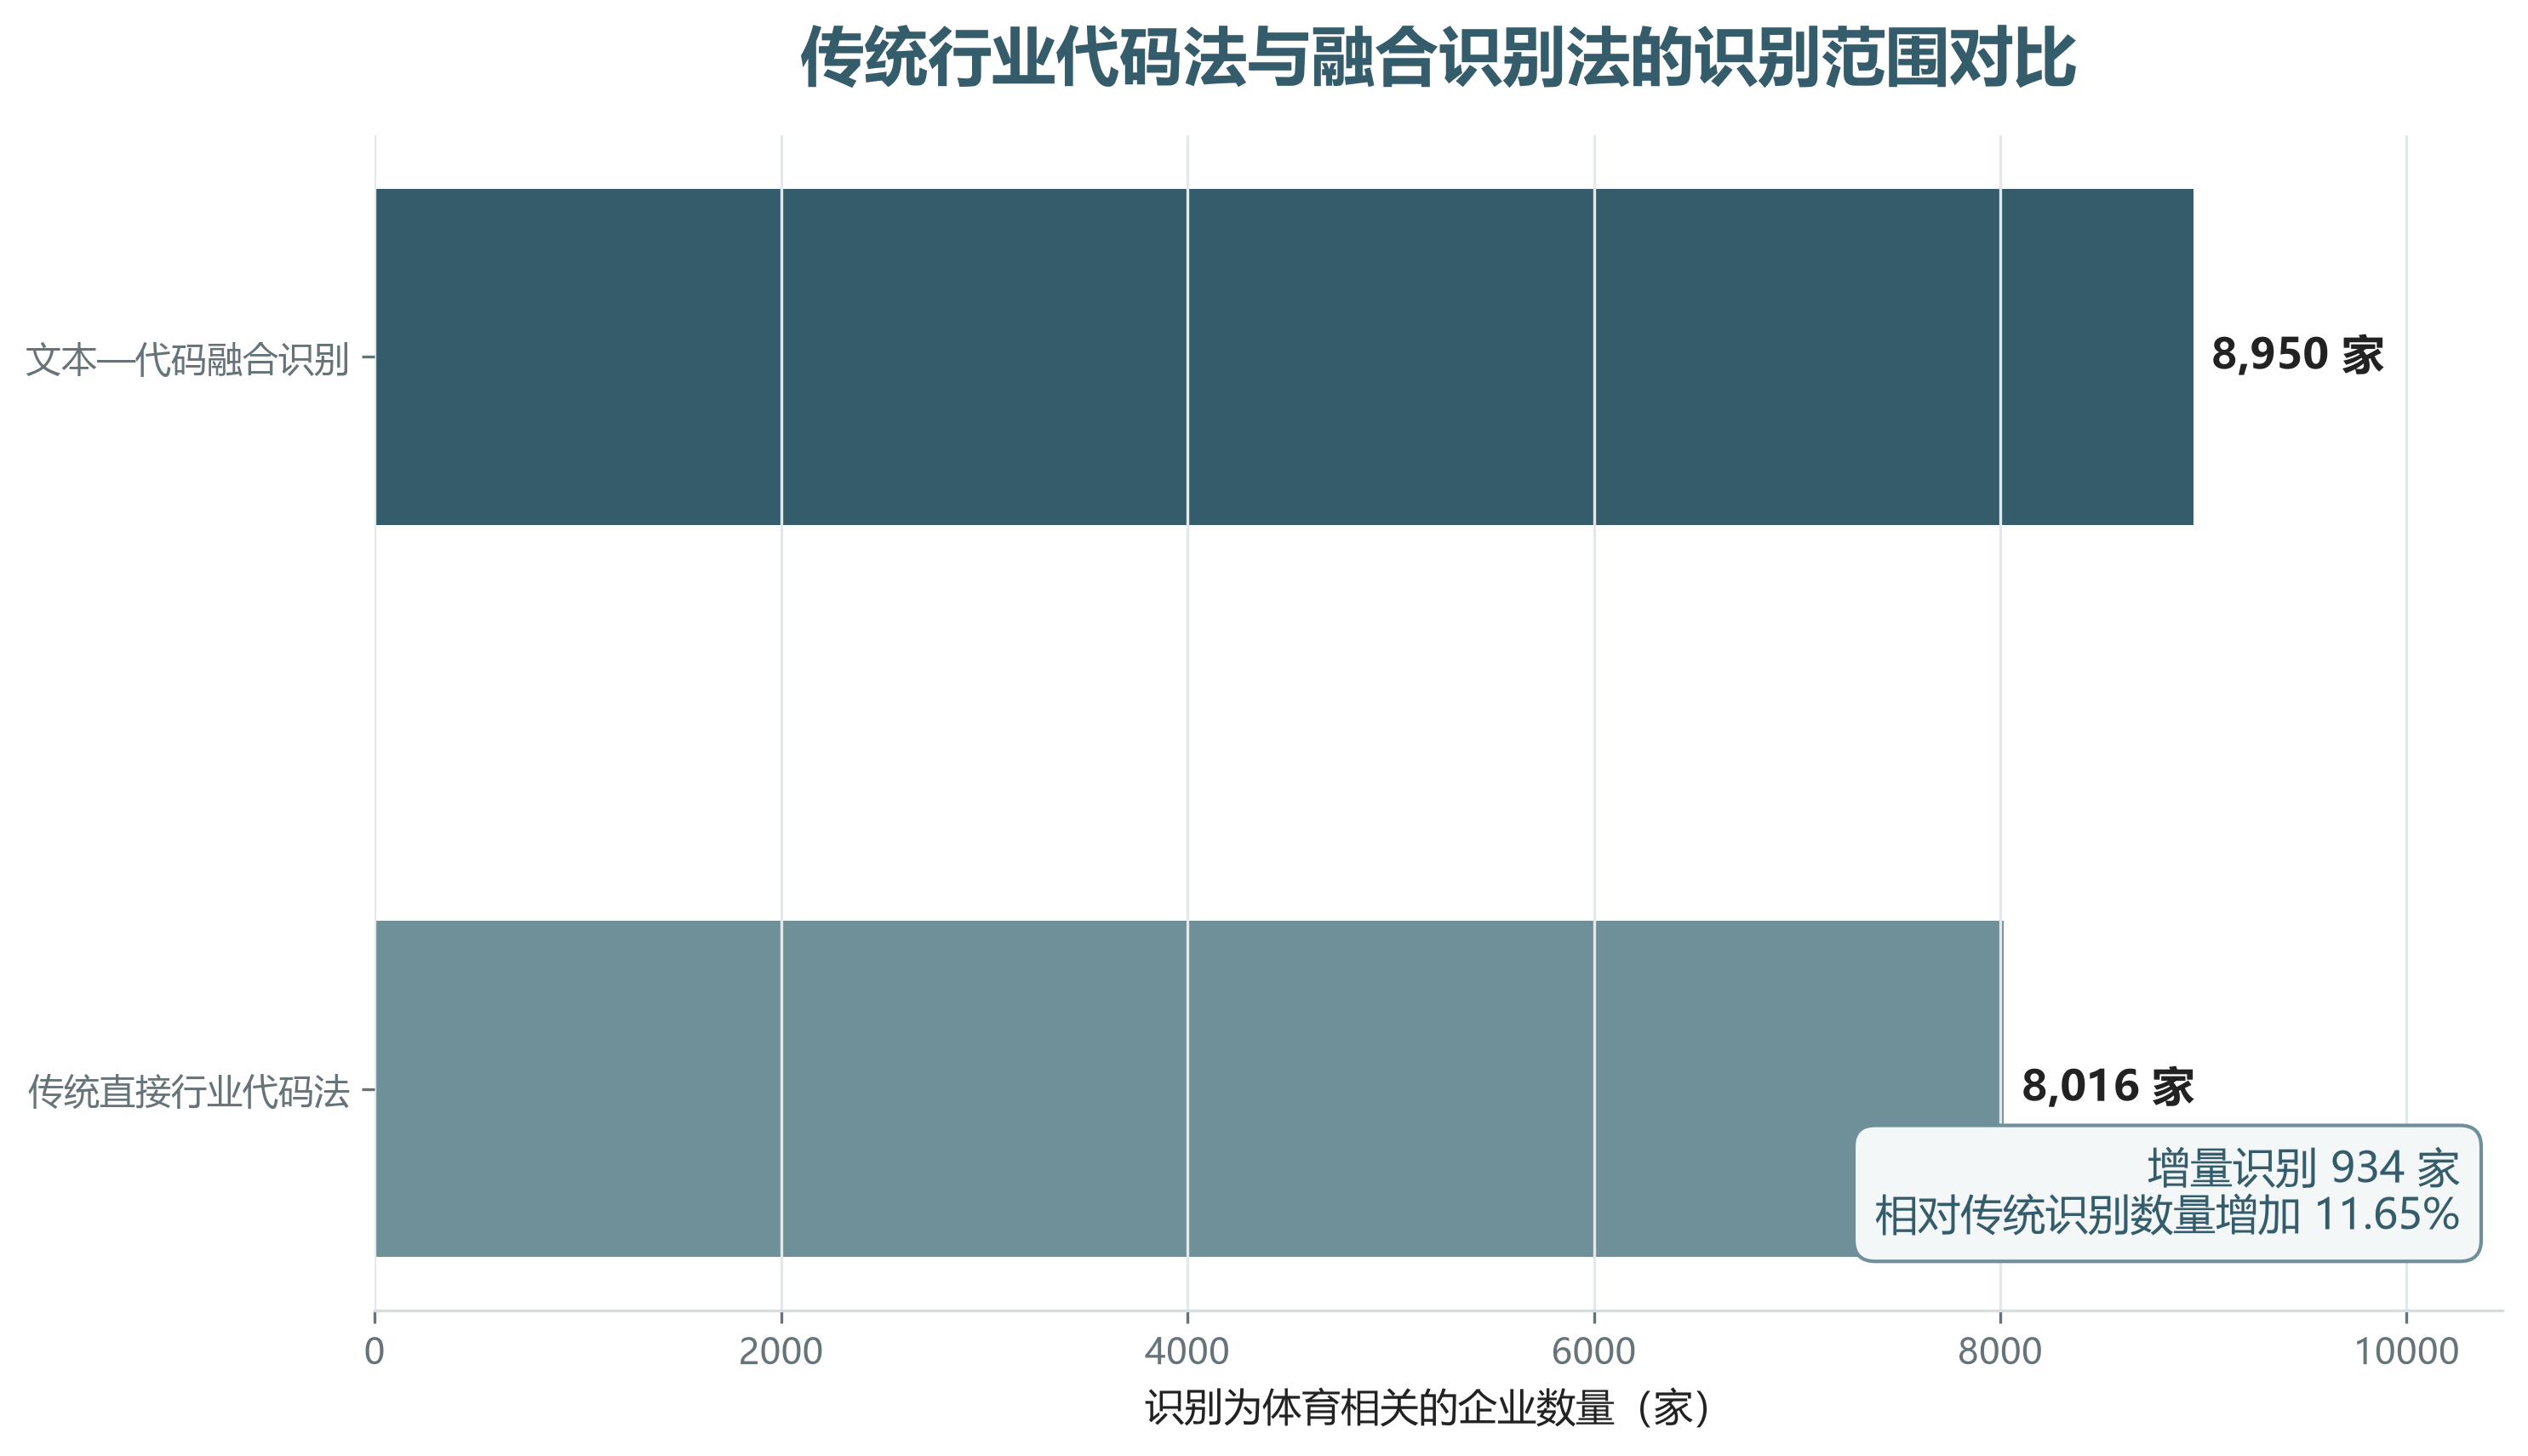 传统行业代码法与融合识别法的识别范围对比
文本—代码融合识别
8,950 家
传统直接行业代码法
8,016 家
增量识别 934 家
相对传统识别数量增加 11.65%
0
2000
4000
6000
8000
10000
识别为体育相关的企业数量（家）